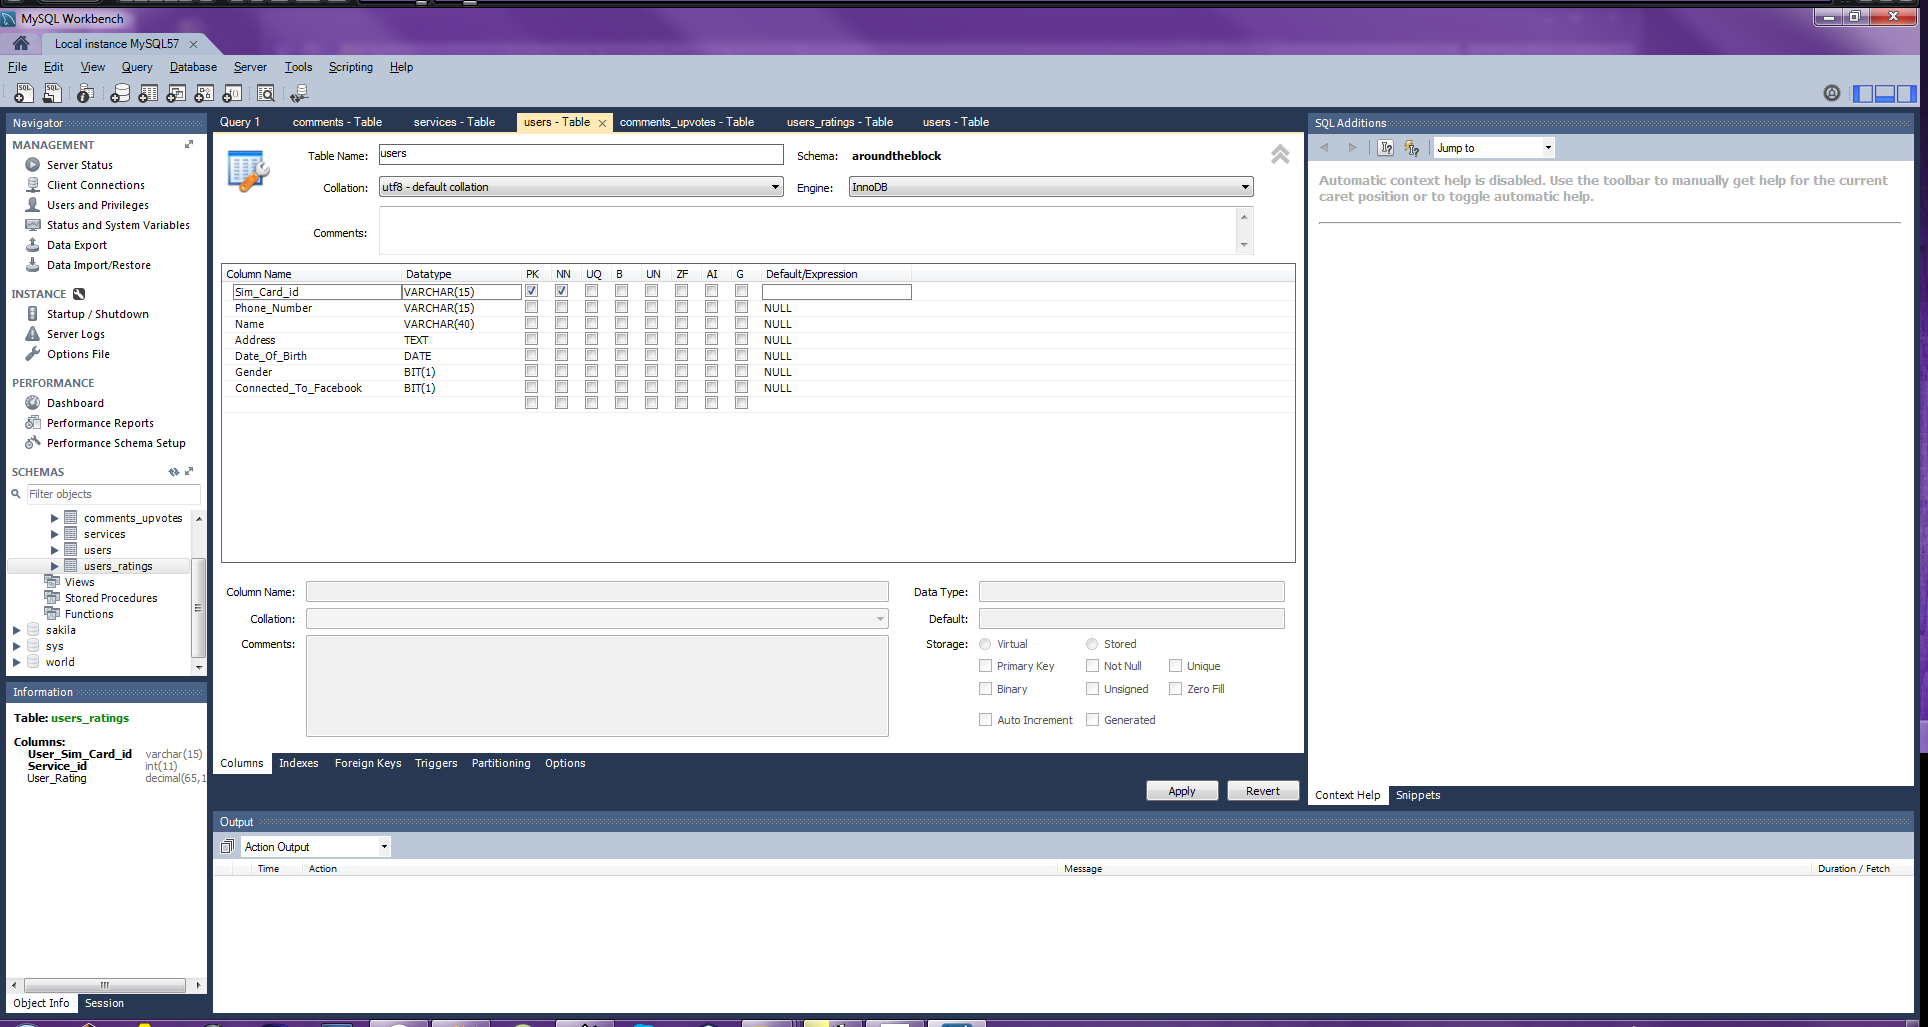 MySQL Workbench
Local instance MySQL57
File Edit View Query Database Server Tools Scripting Help
Navigator
MANAGEMENT
Server Status
Client Connections
Users and Privileges
Status and System Variables
Data Export
Data Import/Restore
INSTANCE
Startup / Shutdown
Server Logs
Options File
PERFORMANCE
Dashboard
Performance Reports
Performance Schema Setup
SCHEMAS
Filter objects
comments_upvotes
services
users
users_ratings
Views
Stored Procedures
Functions
sakila
sys
world
Information
Table: users_ratings
Columns:
User_Sim_Card_id varchar(15)
Service_id int(11)
User_Rating decimal(65,1
Object Info Session
Query 1 comments - Table services - Table users - Table comments_upvotes - Table users_ratings - Table users - Table
Table Name: users Schema: aroundtheblock
Collation: utf8 - default collation Engine: InnoDB
Comments:
Column Name Datatype PK NN UQ B UN ZF AI G Default/Expression
Sim_Card_id VARCHAR(15)
Phone_Number VARCHAR(15) NULL
Name VARCHAR(40) NULL
Address TEXT NULL
Date_Of_Birth DATE NULL
Gender BIT(1) NULL
Connected_To_Facebook BIT(1) NULL
Column Name: Data Type:
Collation: Default:
Comments: Storage: Virtual Stored
Primary Key Not Null Unique
Binary Unsigned Zero Fill
Auto Increment Generated
Columns Indexes Foreign Keys Triggers Partitioning Options
Apply Revert
SQL Additions
Jump to
Automatic context help is disabled. Use the toolbar to manually get help for the current
caret position or to toggle automatic help.
Context Help Snippets
Output
Action Output
Time Action Message Duration / Fetch